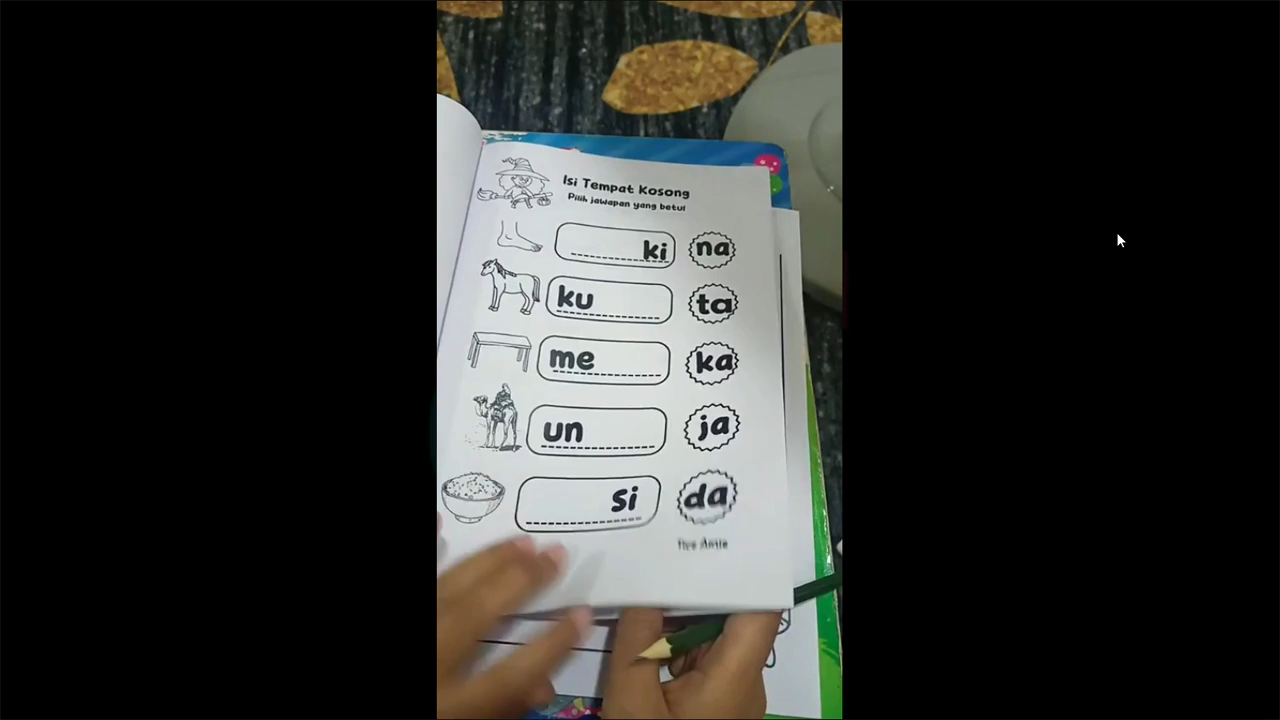 Isi Tempat Kosong
Pilih jawapan yang betul
ki na
ku ta
me ka
un ja
si da